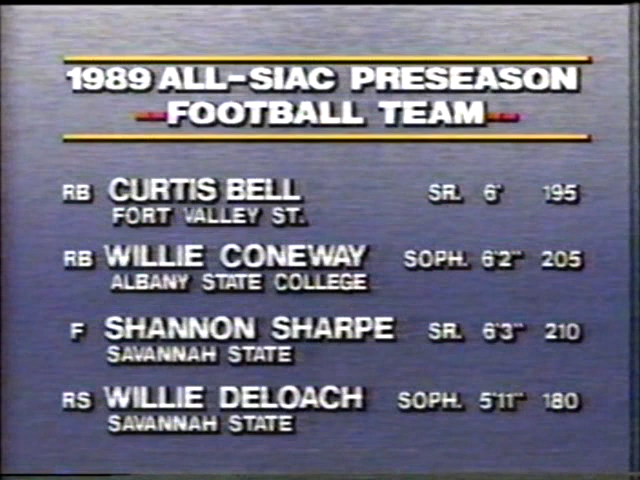 1989 ALL-SIAC PRESEASON
FOOTBALL TEAM
RB CURTIS BELL SR. 6' 195
FORT VALLEY ST.
RB WILLIE CONEWAY SOPH. 6'2" 205
ALBANY STATE COLLEGE
F SHANNON SHARPE SR. 6'3" 210
SAVANNAH STATE
RS WILLIE DELOACH SOPH. 5'11" 180
SAVANNAH STATE